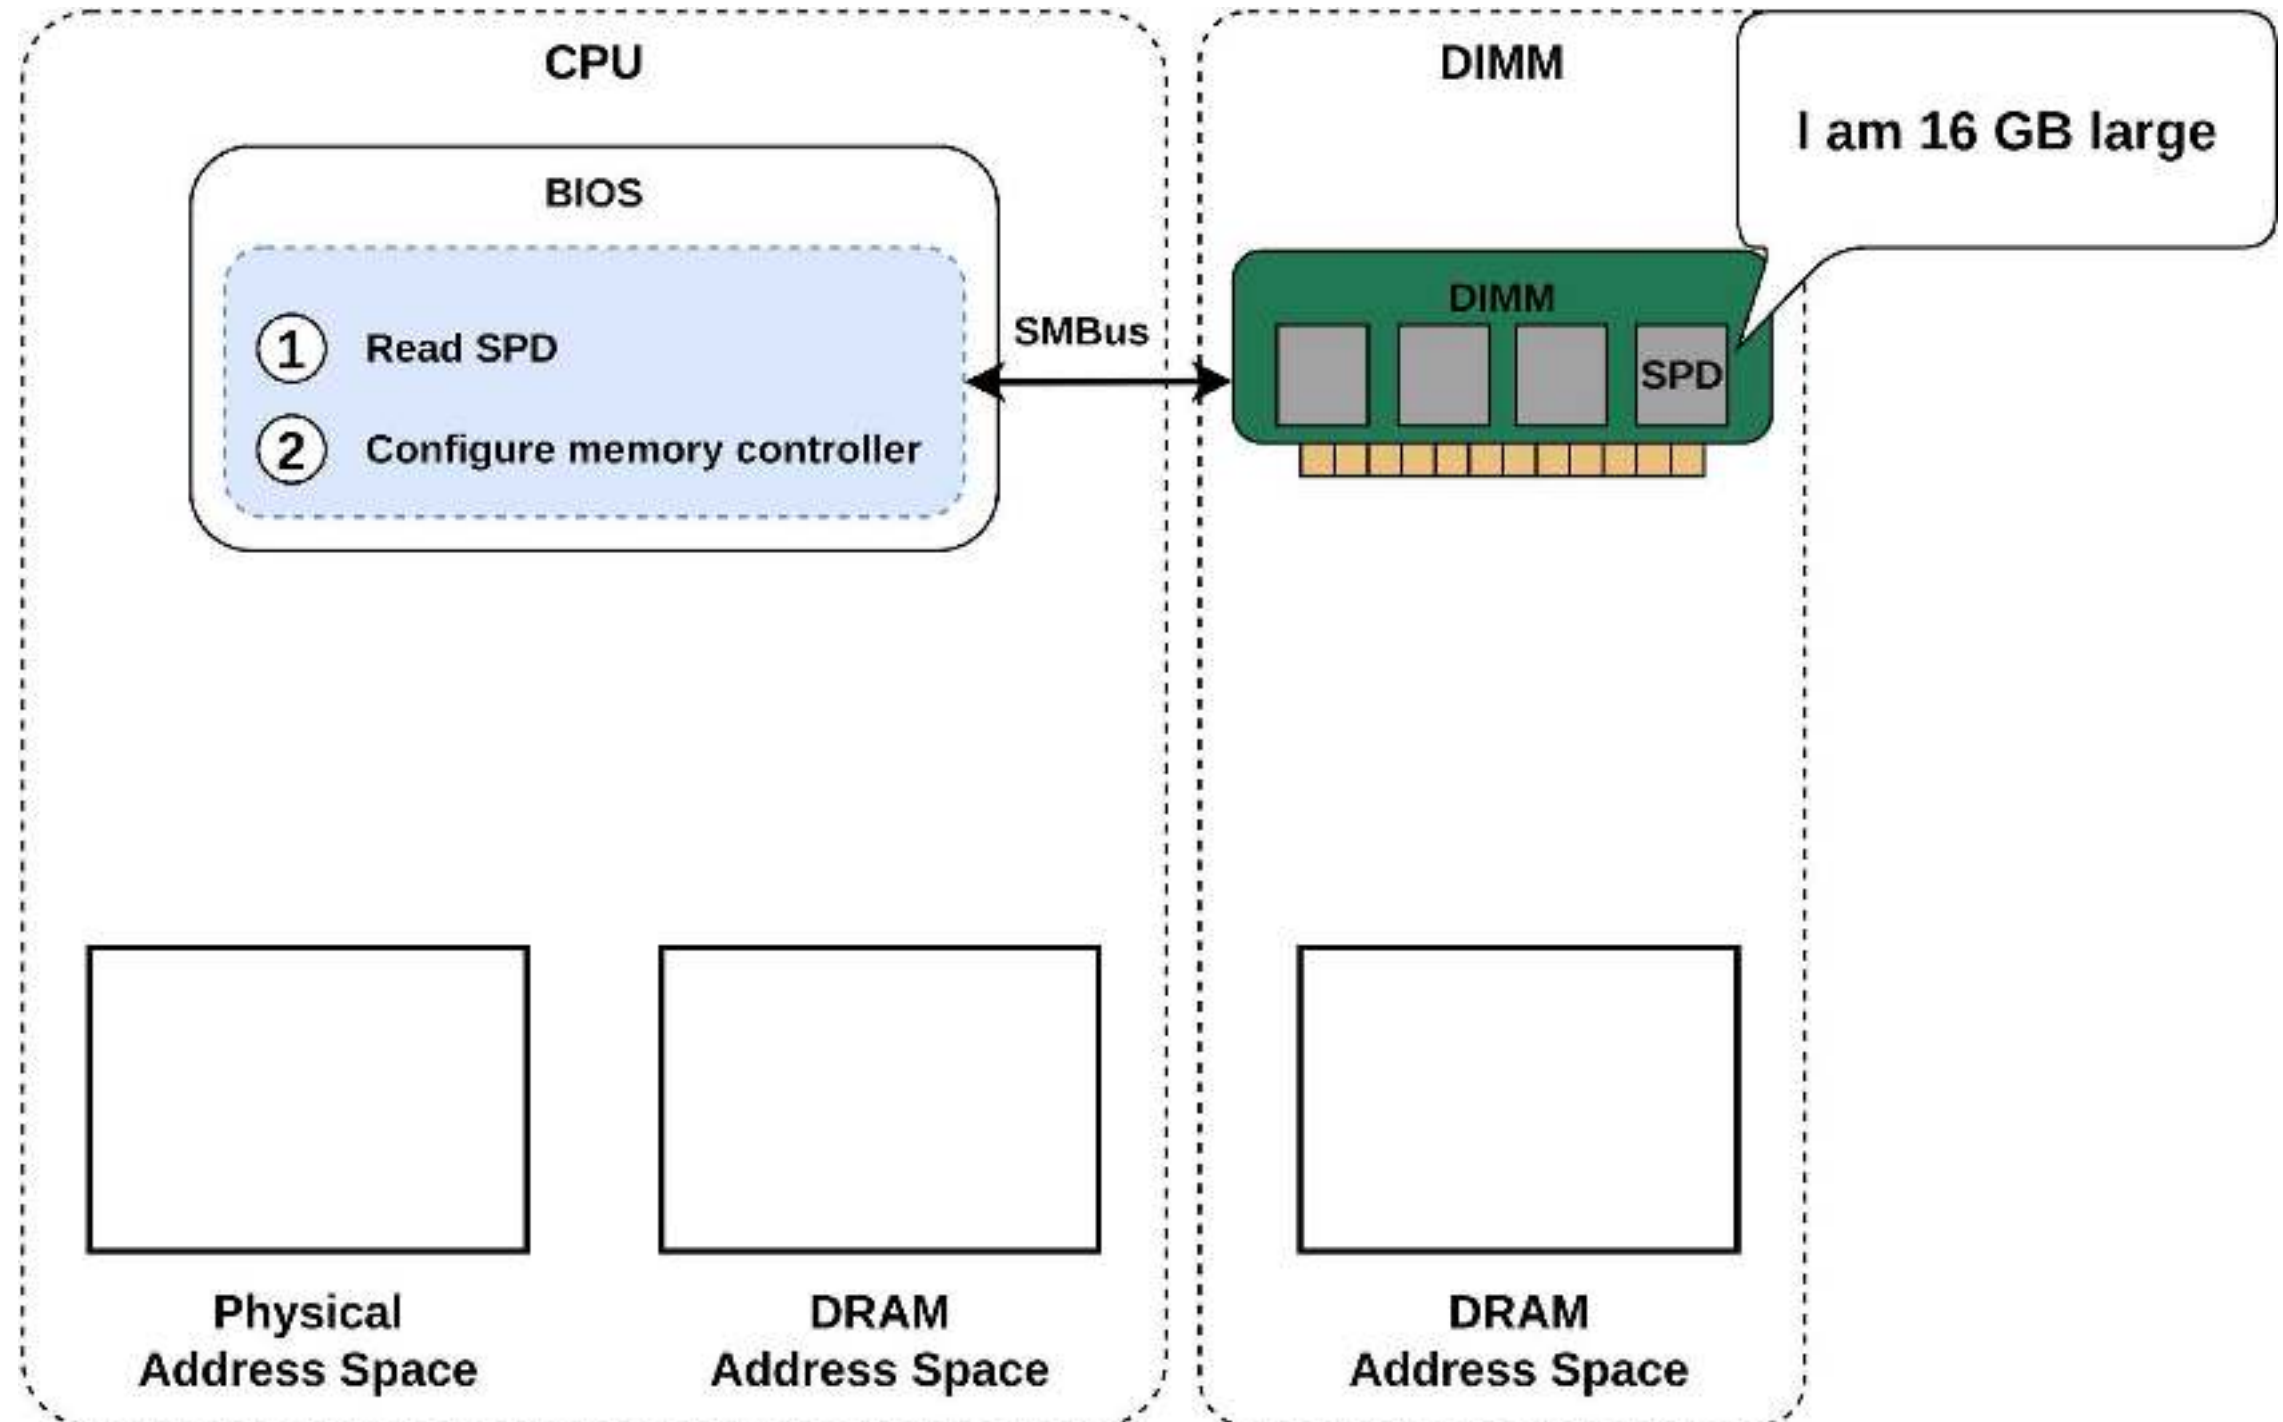 CPU
BIOS
1 Read SPD
2 Configure memory controller
SMBus
DIMM
I am 16 GB large
DIMM
SPD
Physical
Address Space
DRAM
Address Space
DRAM
Address Space